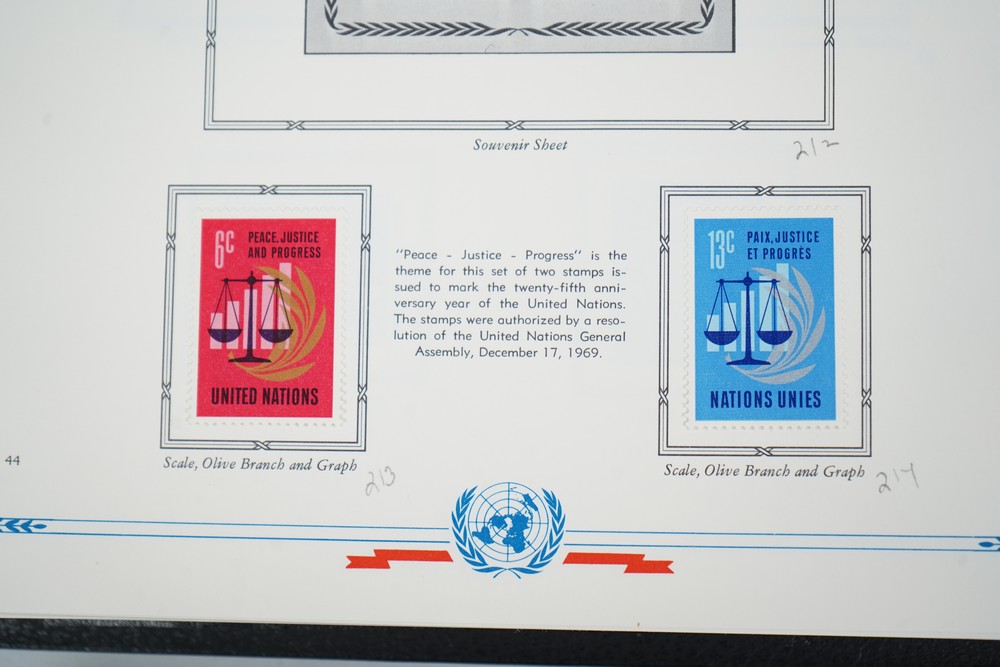 Souvenir Sheet
212
6c PEACE, JUSTICE
AND PROGRESS
UNITED NATIONS
"Peace - Justice - Progress" is the
theme for this set of two stamps is-
sued to mark the twenty-fifth anni-
versary year of the United Nations.
The stamps were authorized by a reso-
lution of the United Nations General
Assembly, December 17, 1969.
13c PAIX, JUSTICE
ET PROGRÈS
NATIONS UNIES
44
Scale, Olive Branch and Graph
213
Scale, Olive Branch and Graph
214